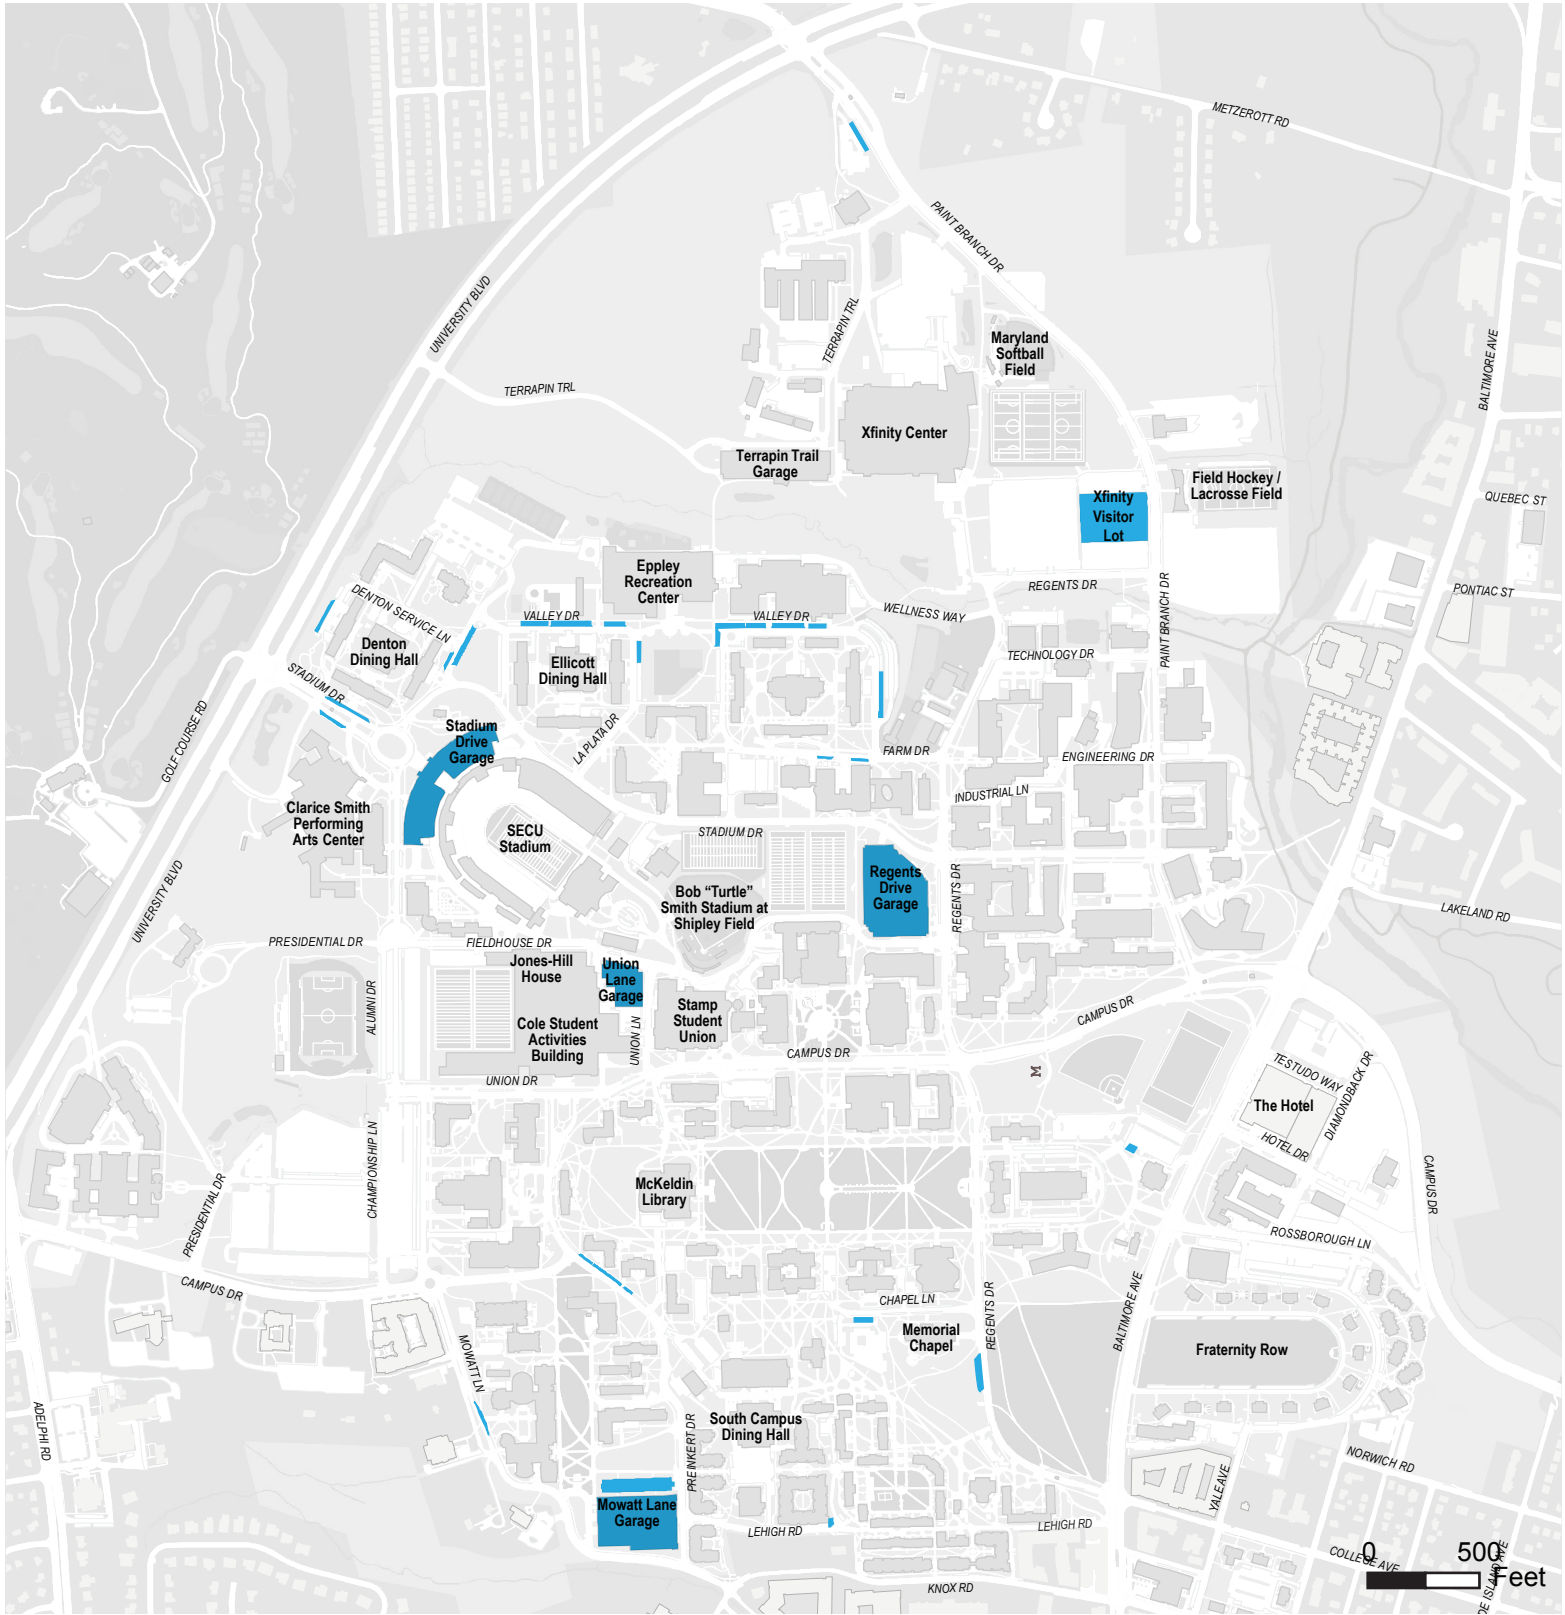 METZEROTT RD
PAINT BRANCH DR
UNIVERSITY BLVD
TERRAPIN TRL
BALTIMORE AVE
Maryland
Softball
Field
TERRAPIN TRL
Xfinity Center
Terrapin Trail
Garage
Field Hockey /
Lacrosse Field
Xfinity
Visitor
Lot
QUEBEC ST
Eppley
Recreation
Center
REGENTS DR
PONTIAC ST
DENTON SERVICE LN
VALLEY DR
VALLEY DR
WELLNESS WAY
PAINT BRANCH DR
Denton
Dining Hall
Ellicott
Dining Hall
TECHNOLOGY DR
STADIUM DR
GOLF COURSE RD
Stadium
Drive
Garage
LA PLATA DR
FARM DR
ENGINEERING DR
INDUSTRIAL LN
Clarice Smith
Performing
Arts Center
SECU
Stadium
STADIUM DR
Regents
Drive
Garage
REGENTS DR
Bob “Turtle”
Smith Stadium at
Shipley Field
UNIVERSITY BLVD
LAKELAND RD
PRESIDENTIAL DR
FIELDHOUSE DR
Jones-Hill
House
Union
Lane
Garage
ALUMNI DR
Stamp
Student
Union
CAMPUS DR
Cole Student
Activities
Building
UNION LN
CAMPUS DR
UNION DR
M
TESTUDO WAY
DIAMONDBACK DR
The Hotel
HOTEL DR
CHAMPIONSHIP LN
McKeldin
Library
CAMPUS DR
PRESIDENTIAL DR
ROSSBOROUGH LN
CAMPUS DR
CHAPEL LN
REGENTS DR
BALTIMORE AVE
Memorial
Chapel
Fraternity Row
MOWATT LN
ADELPHI RD
South Campus
Dining Hall
PREINKERT DR
NORWICH RD
YALE AVE
Mowatt Lane
Garage
LEHIGH RD
LEHIGH RD
COLLEGE AVE
KNOX RD
DE ISLAND AVE
0 500
Feet